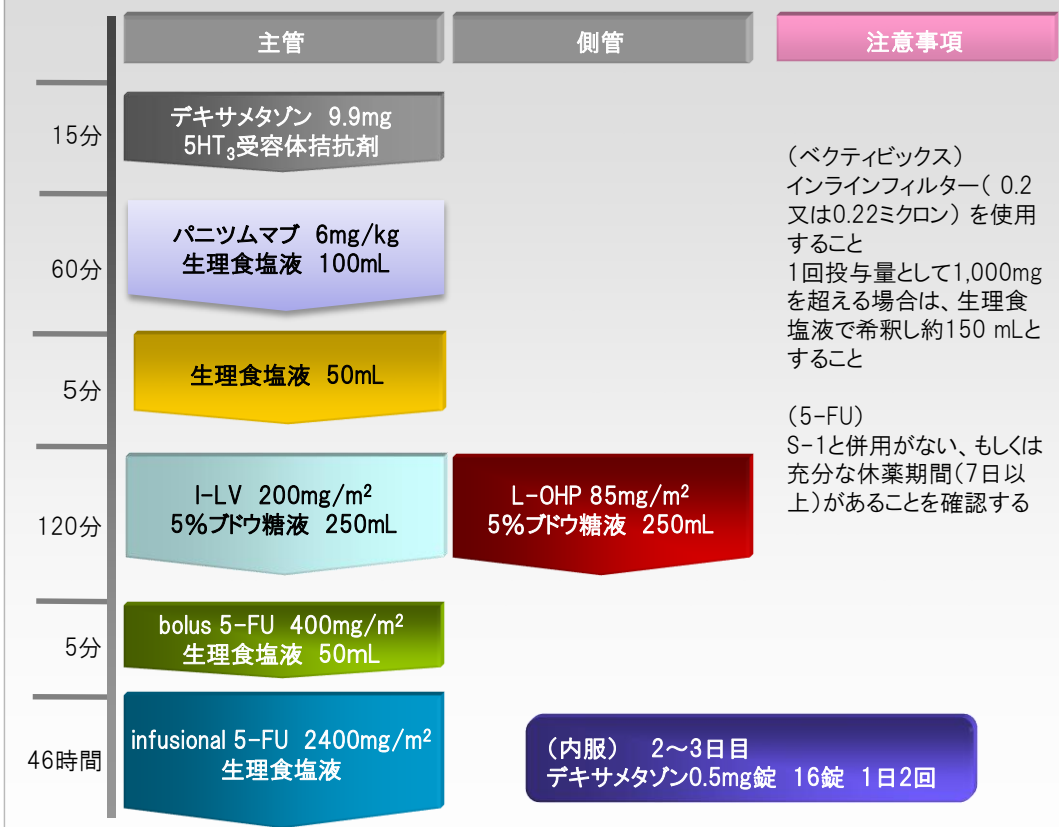 主管
側管
注意事項
15分
デキサメタゾン 9.9mg
5HT₃受容体拮抗剤
60分
パニツムマブ 6mg/kg
生理食塩液 100mL
5分
生理食塩液 50mL
120分
l-LV 200mg/m²
5%ブドウ糖液 250mL
L-OHP 85mg/m²
5%ブドウ糖液 250mL
5分
bolus 5-FU 400mg/m²
生理食塩液 50mL
46時間
infusional 5-FU 2400mg/m²
生理食塩液
(ベクティビックス)
インラインフィルター( 0.2
又は0.22ミクロン) を使用
すること
1回投与量として1,000mg
を超える場合は、生理食
塩液で希釈し約150 mLと
すること
(5-FU)
S-1と併用がない、もしくは
充分な休薬期間(7日以
上)があることを確認する
(内服) 2~3日目
デキサメタゾン0.5mg錠 16錠 1日2回